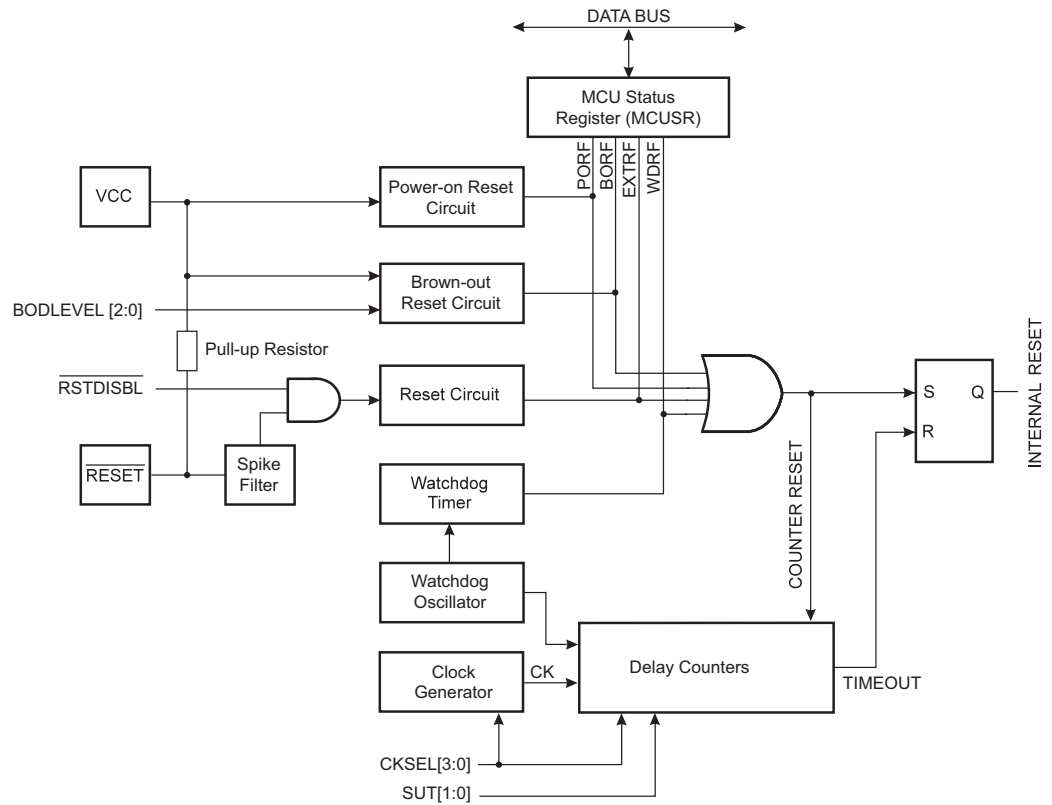 DATA BUS
MCU Status
Register (MCUSR)
PORF
BORF
EXTRF
WDRF
VCC
Power-on Reset
Circuit
Brown-out
Reset Circuit
BODLEVEL [2:0]
Pull-up Resistor
RSTDISBL
Reset Circuit
S
Q
R
INTERNAL RESET
RESET
Spike
Filter
Watchdog
Timer
COUNTER RESET
Watchdog
Oscillator
Clock
Generator
CK
Delay Counters
TIMEOUT
CKSEL[3:0]
SUT[1:0]